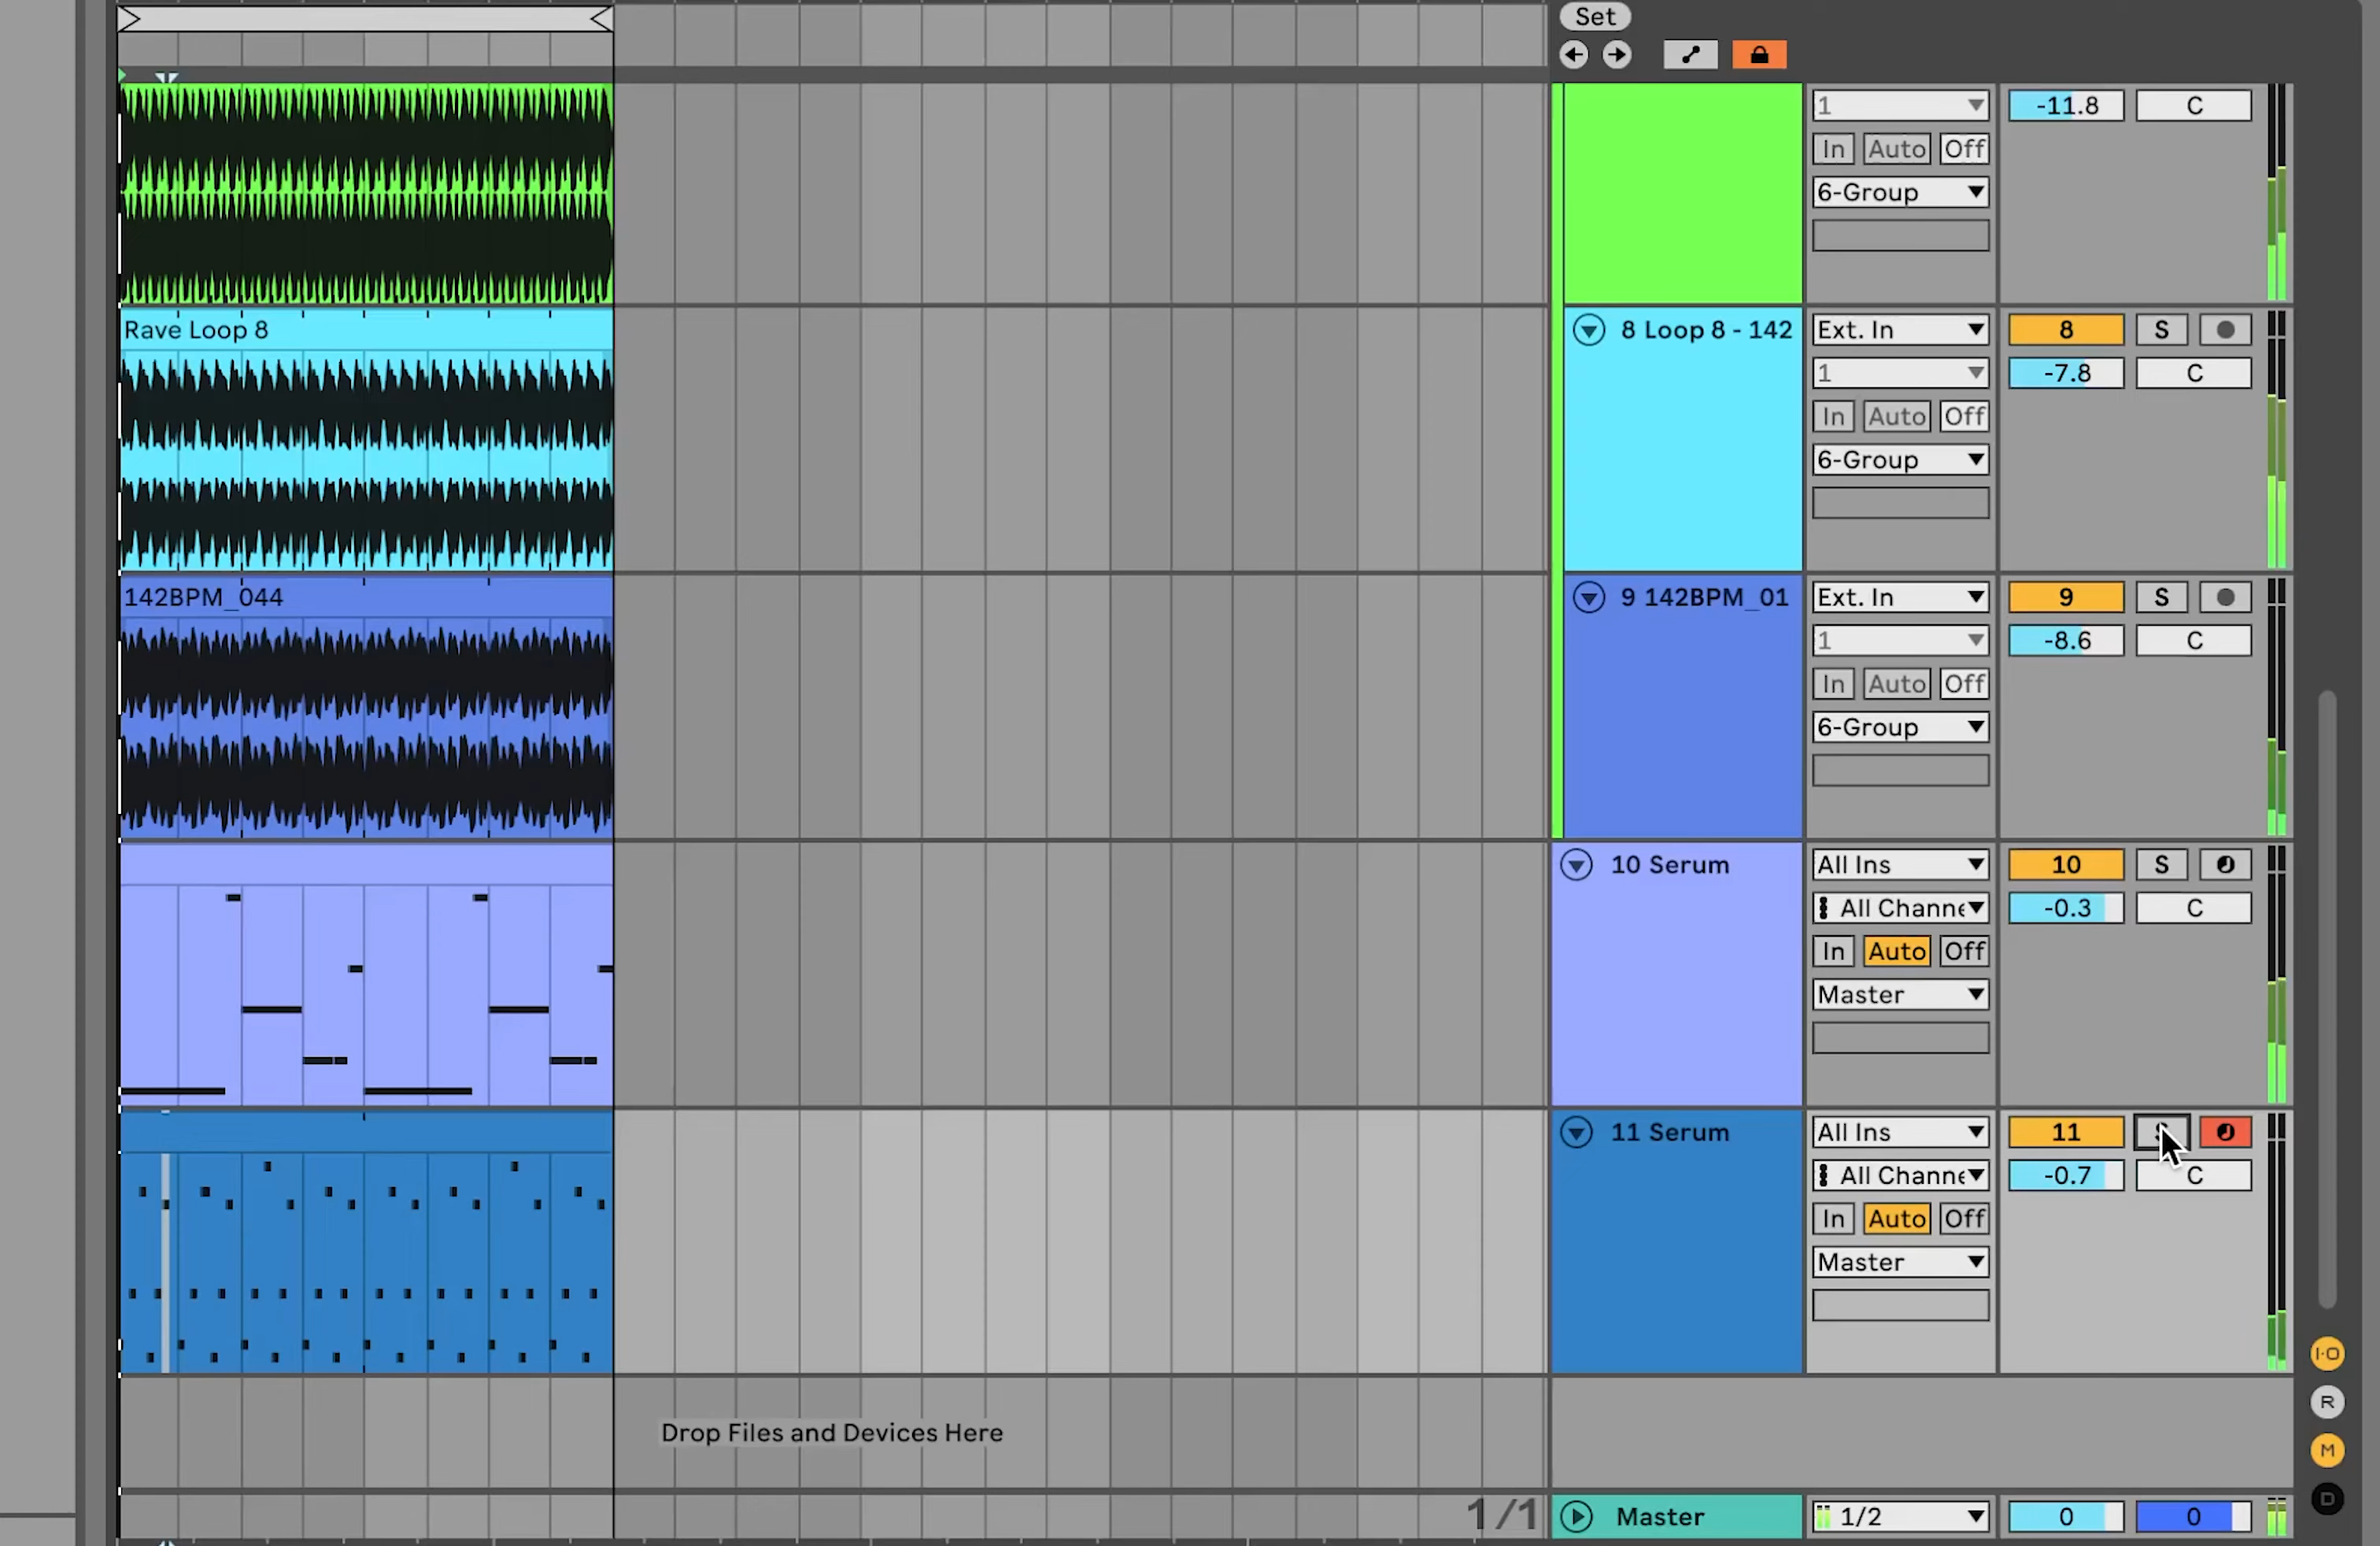 Set
1 -11.8 C
In Auto Off
6-Group
Rave Loop 8 8 Loop 8 - 142 Ext. In 8 S
1 -7.8 C
In Auto Off
6-Group
142BPM_044 9 142BPM_01 Ext. In 9 S
1 -8.6 C
In Auto Off
6-Group
10 Serum All Ins 10 S
All Channe -0.3 C
In Auto Off
Master
11 Serum All Ins 11 S
All Channe -0.7 C
In Auto Off
Master
I·O
R
Drop Files and Devices Here
M
D
1/1 Master 1/2 0 0